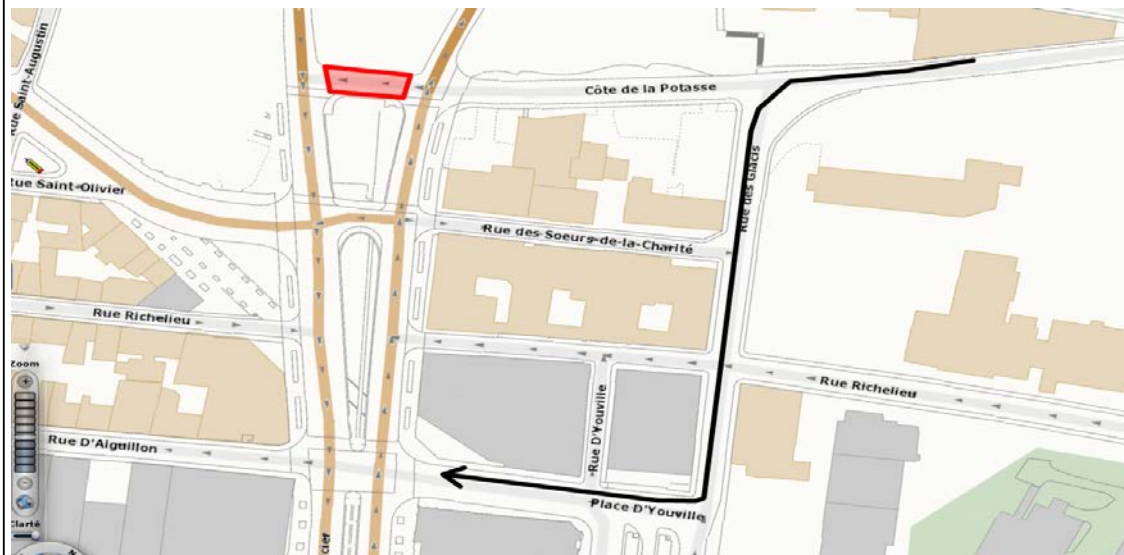 Rue Saint-Augustin
Côte de la Potasse
Rue des Glacis
Rue Saint-Olivier
Rue des Soeurs-de-la-Charité
Rue Richelieu
Zoom
Rue Richelieu
Rue D'Youville
Rue D'Aiguillon
Place D'Youville
Clarté